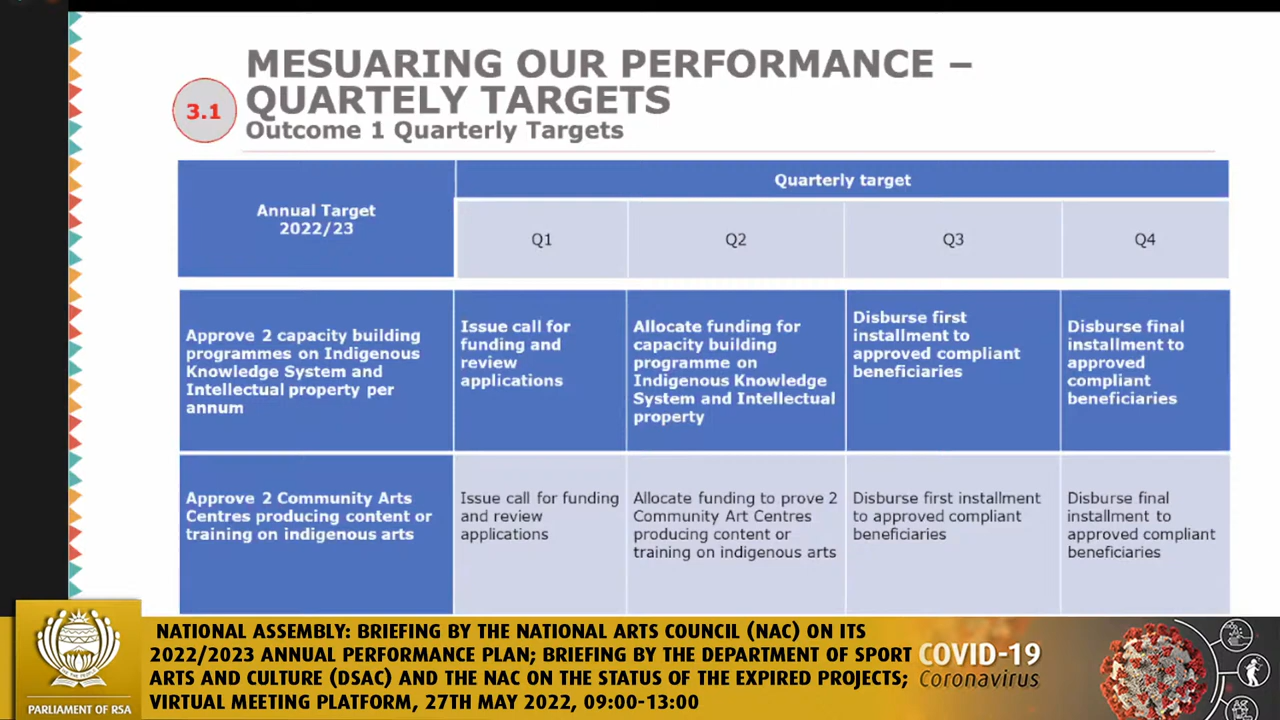 MESUARING OUR PERFORMANCE –
QUARTELY TARGETS
3.1
Outcome 1 Quarterly Targets
Annual Target
2022/23
Quarterly target
Q1
Q2
Q3
Q4
Approve 2 capacity building
programmes on Indigenous
Knowledge System and
Intellectual property per
annum
Issue call for
funding and
review
applications
Allocate funding for
capacity building
programme on
Indigenous Knowledge
System and Intellectual
property
Disburse first
installment to
approved compliant
beneficiaries
Disburse final
installment to
approved
compliant
beneficiaries
Approve 2 Community Arts
Centres producing content or
training on indigenous arts
Issue call for funding
and review
applications
Allocate funding to prove 2
Community Art Centres
producing content or
training on indigenous arts
Disburse first installment
to approved compliant
beneficiaries
Disburse final
installment to
approved compliant
beneficiaries
PARLIAMENT OF RSA
NATIONAL ASSEMBLY: BRIEFING BY THE NATIONAL ARTS COUNCIL (NAC) ON ITS
2022/2023 ANNUAL PERFORMANCE PLAN; BRIEFING BY THE DEPARTMENT OF SPORT
ARTS AND CULTURE (DSAC) AND THE NAC ON THE STATUS OF THE EXPIRED PROJECTS;
VIRTUAL MEETING PLATFORM, 27TH MAY 2022, 09:00-13:00
COVID-19
Coronavirus